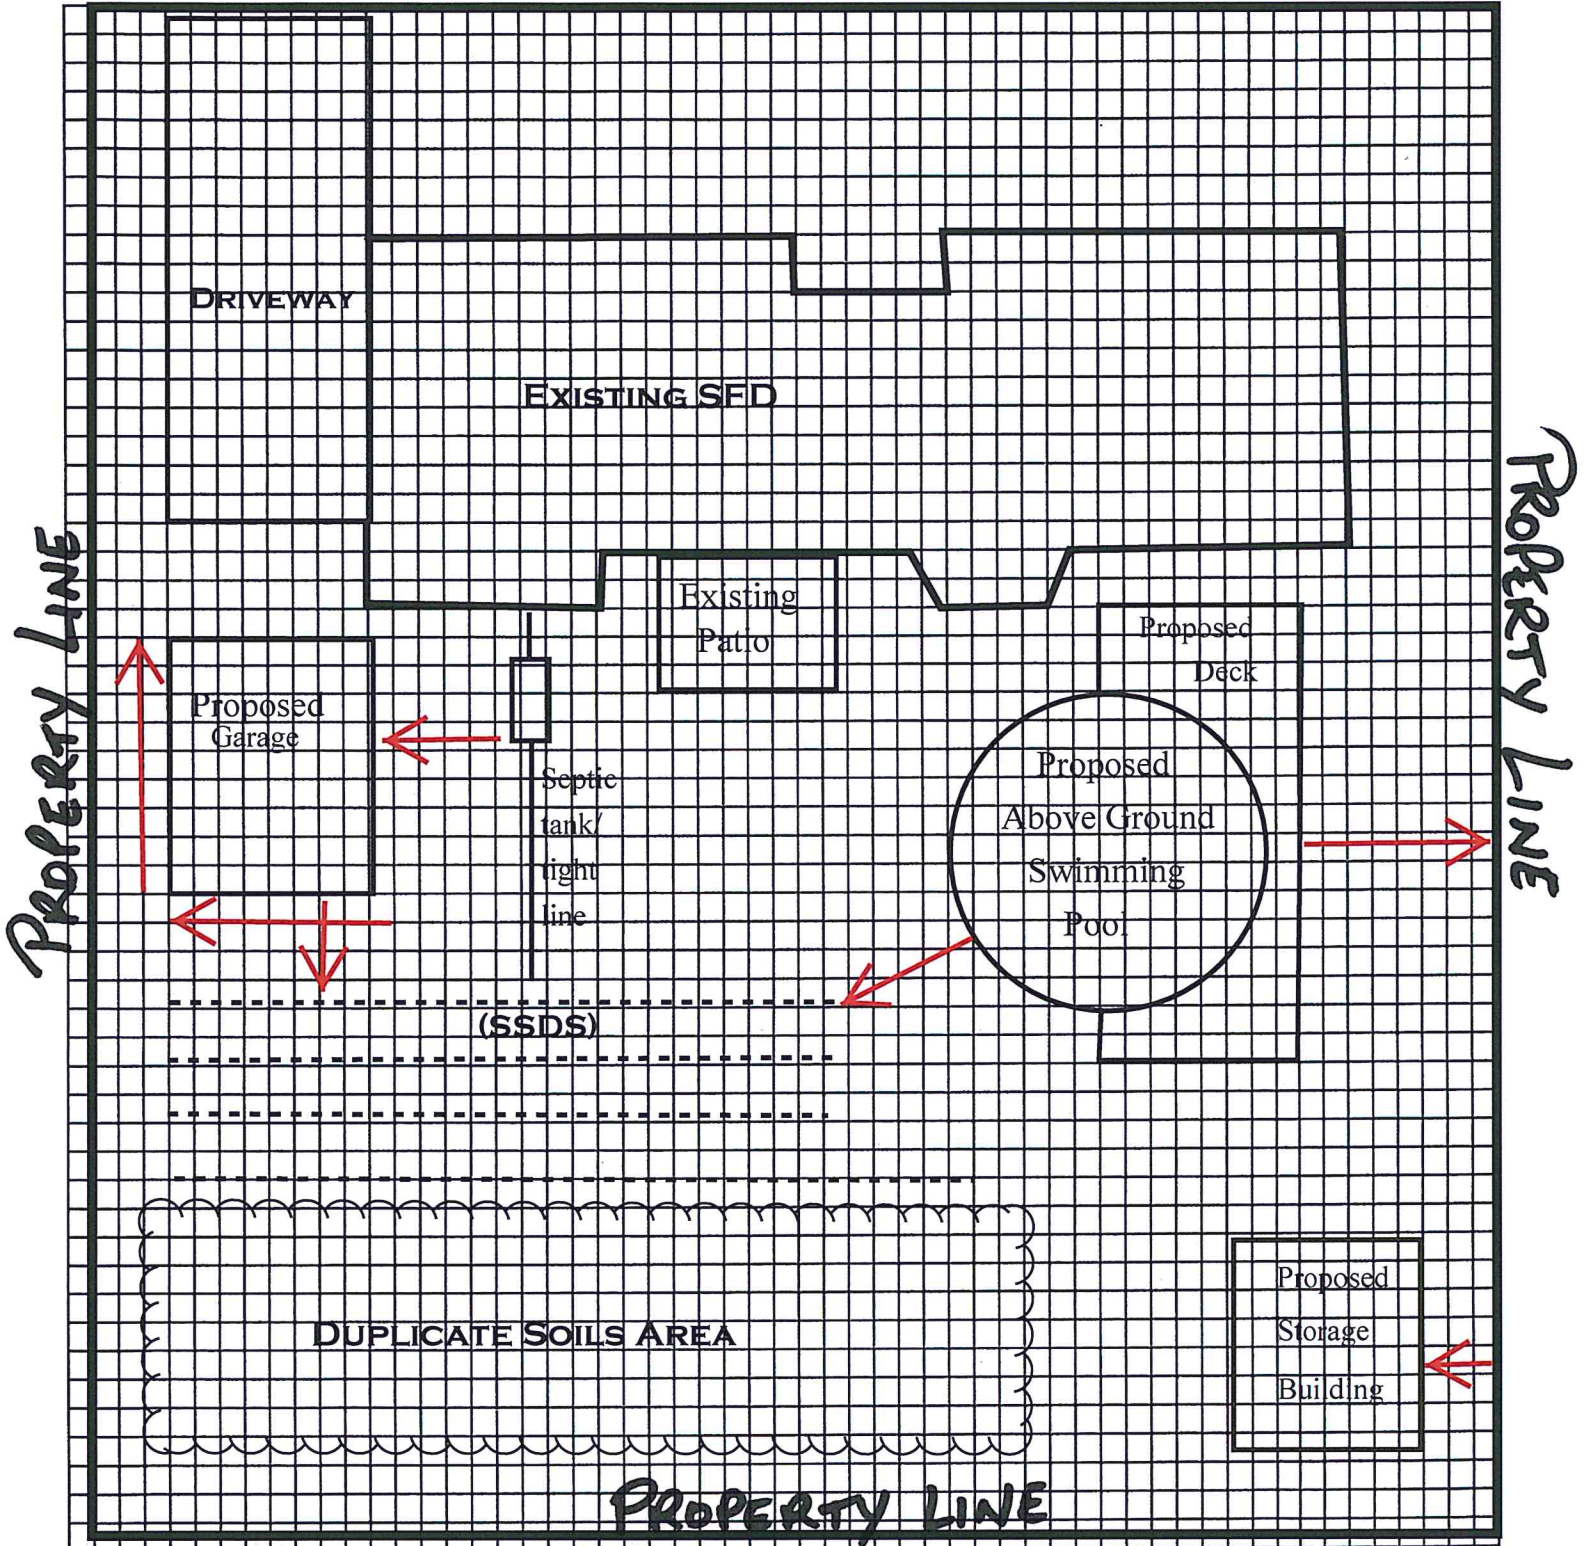 DRIVEWAY
EXISTING SFD
PROPERTY LINE
PROPERTY LINE
Existing
Patio
Proposed
Deck
Proposed
Garage
Septic
tank/
tight
line
Proposed
Above Ground
Swimming
Pool
(SSDS)
DUPLICATE SOILS AREA
Proposed
Storage
Building
PROPERTY LINE